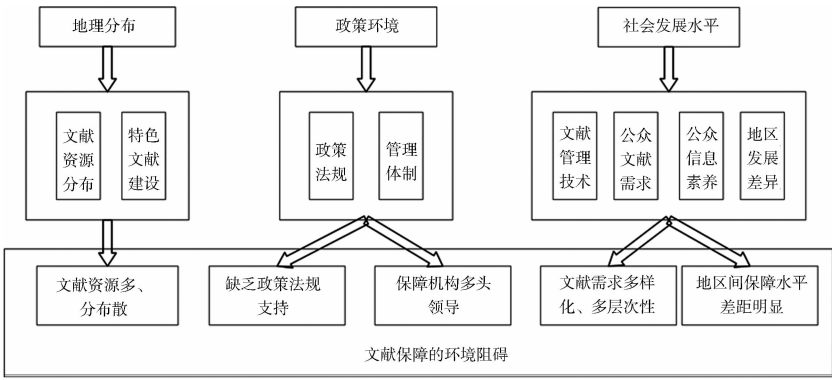 地理分布
政策环境
社会发展水平
文献
资源
分布
特色
文献
建设
政策
法规
管理
体制
文献
管理
技术
公众
文献
需求
公众
信息
素养
地区
发展
差异
文献资源多、
分布散
缺乏政策法规
支持
保障机构多头
领导
文献需求多样
化、多层次性
地区间保障水平
差距明显
文献保障的环境阻碍